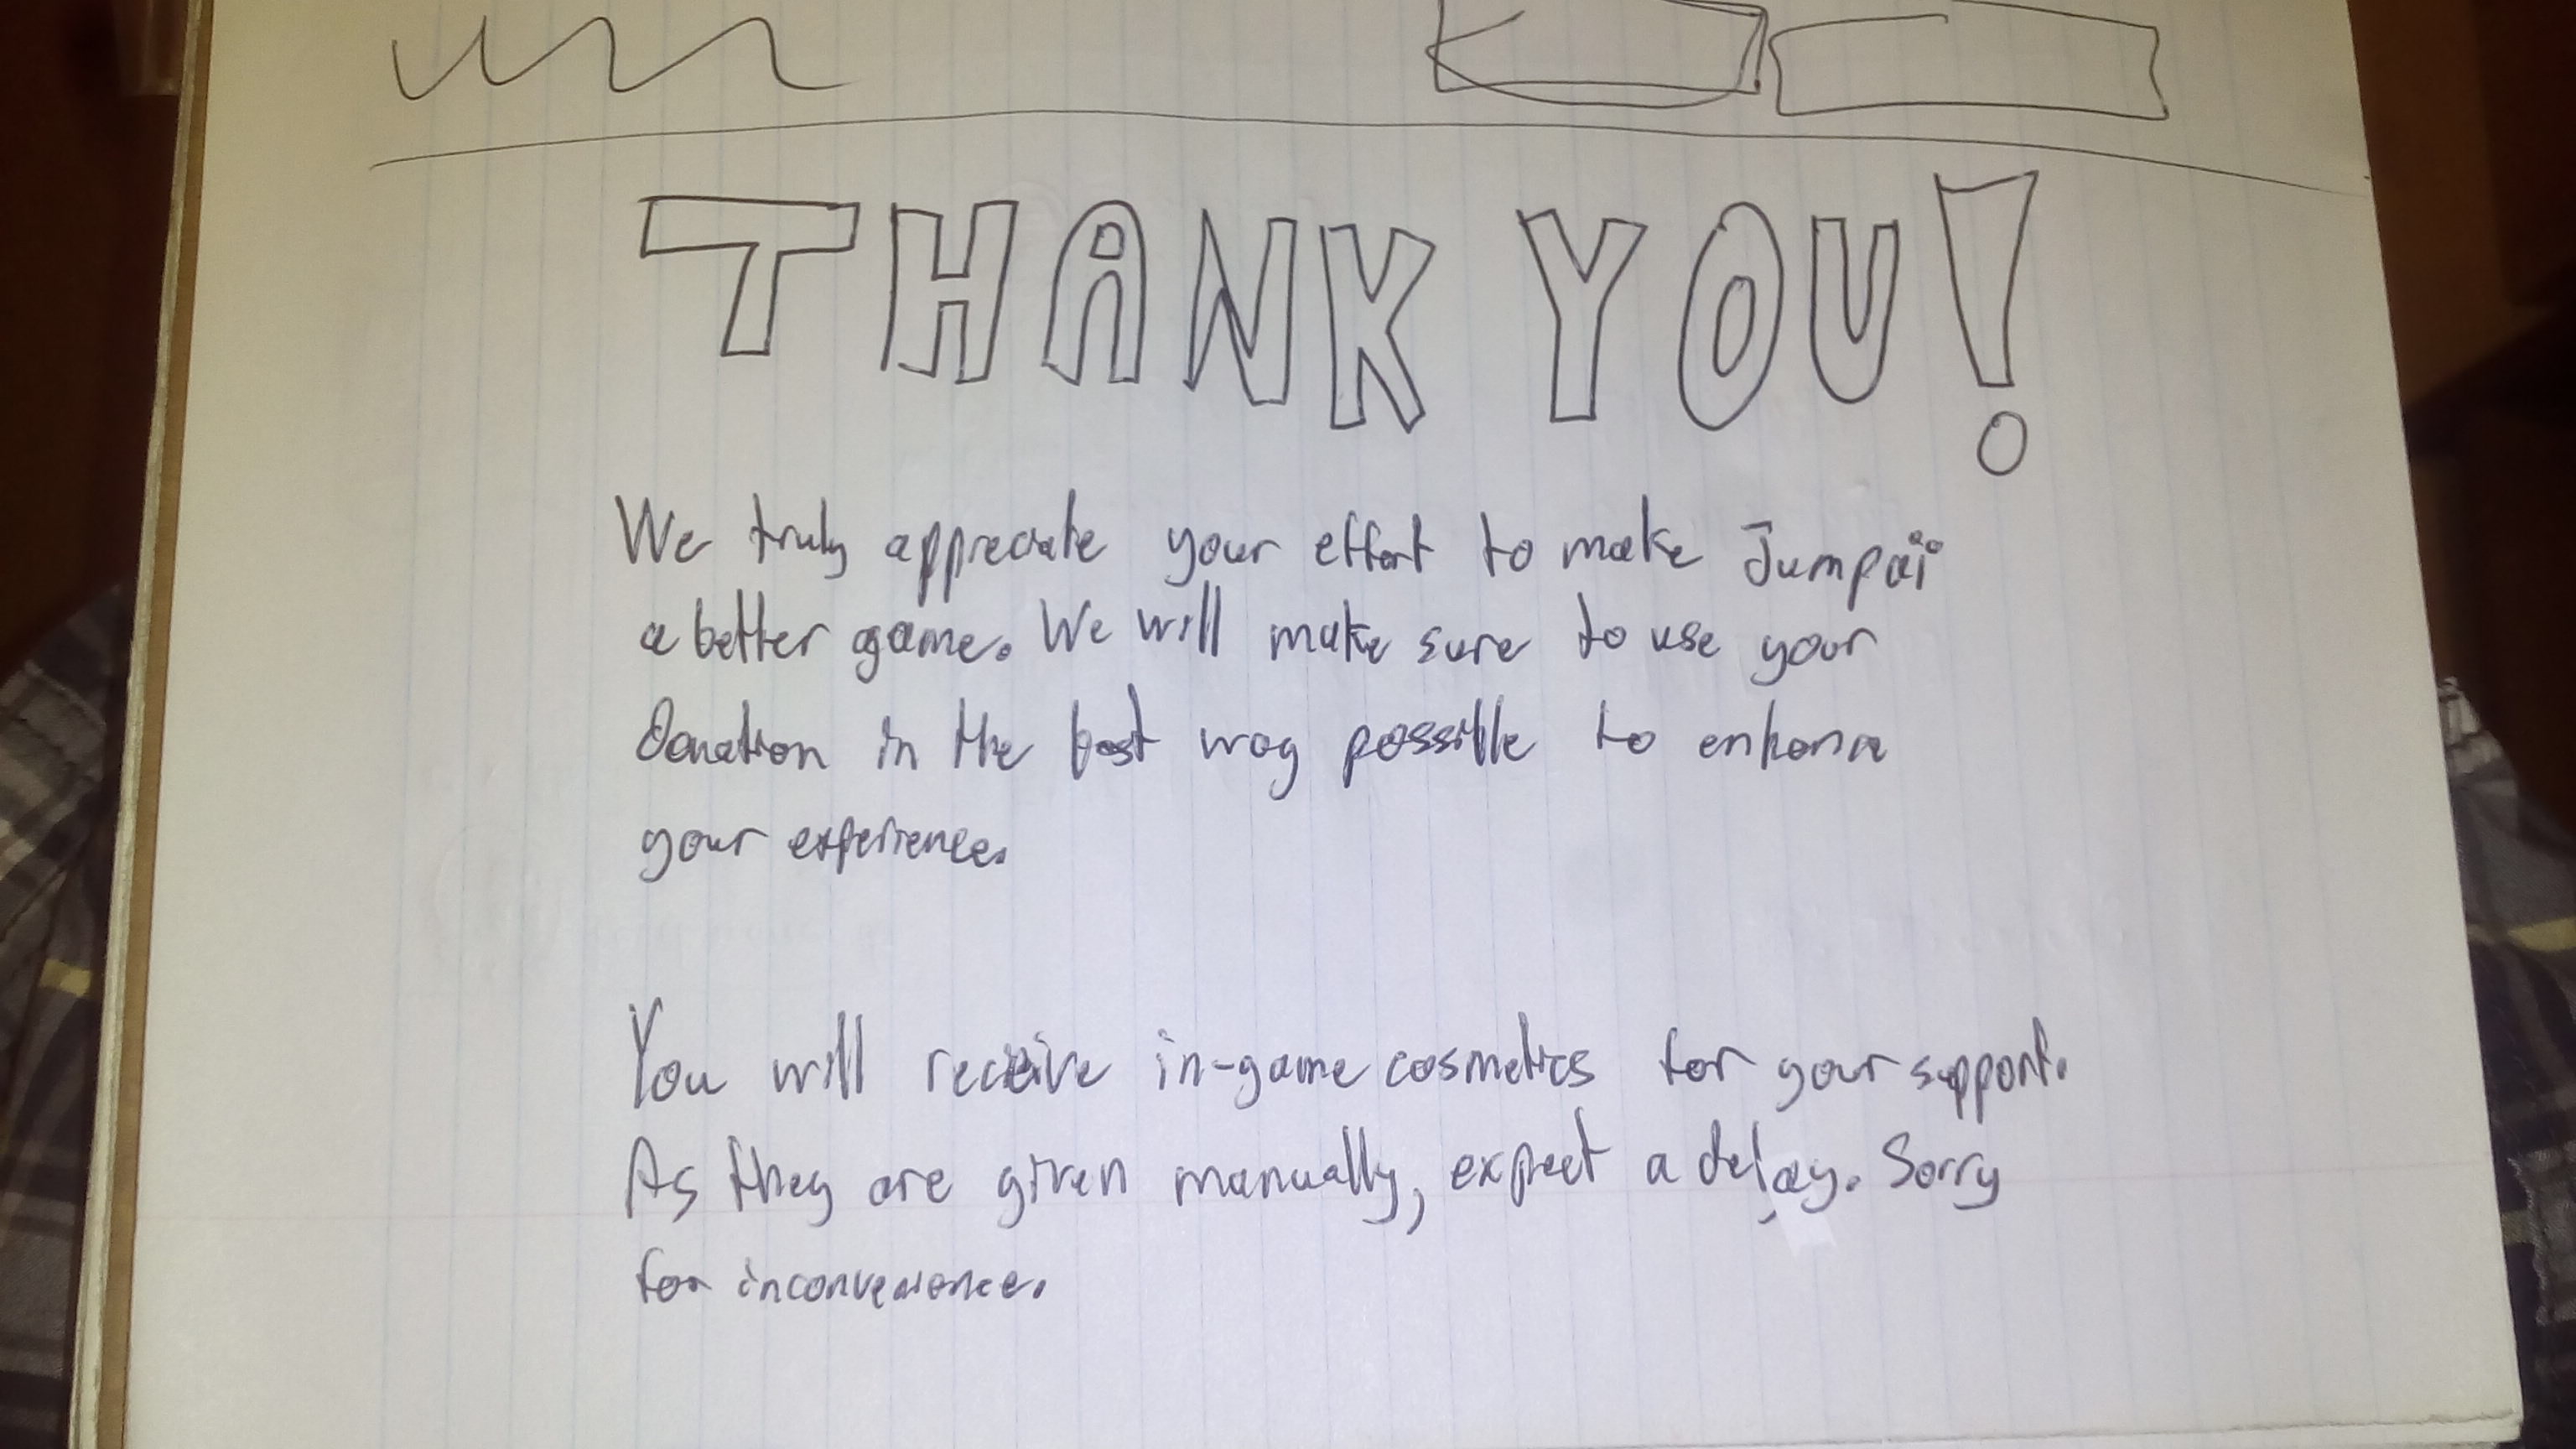 THANK YOU!
We truly appreciate your effort to make Jumpaï
a better game. We will make sure to use your
Donation in the best way possible to enhance
your experience.
You will receive in-game cosmetics for your support.
As they are given manually, expect a delay. Sorry
for inconvenience.